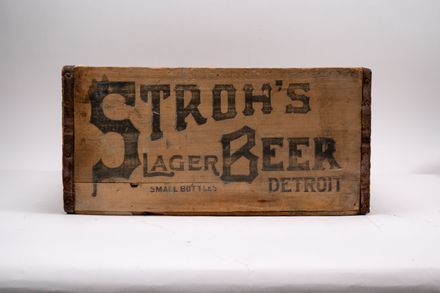 STROH'S
LAGER BEER
SMALL BOTTLES DETROIT